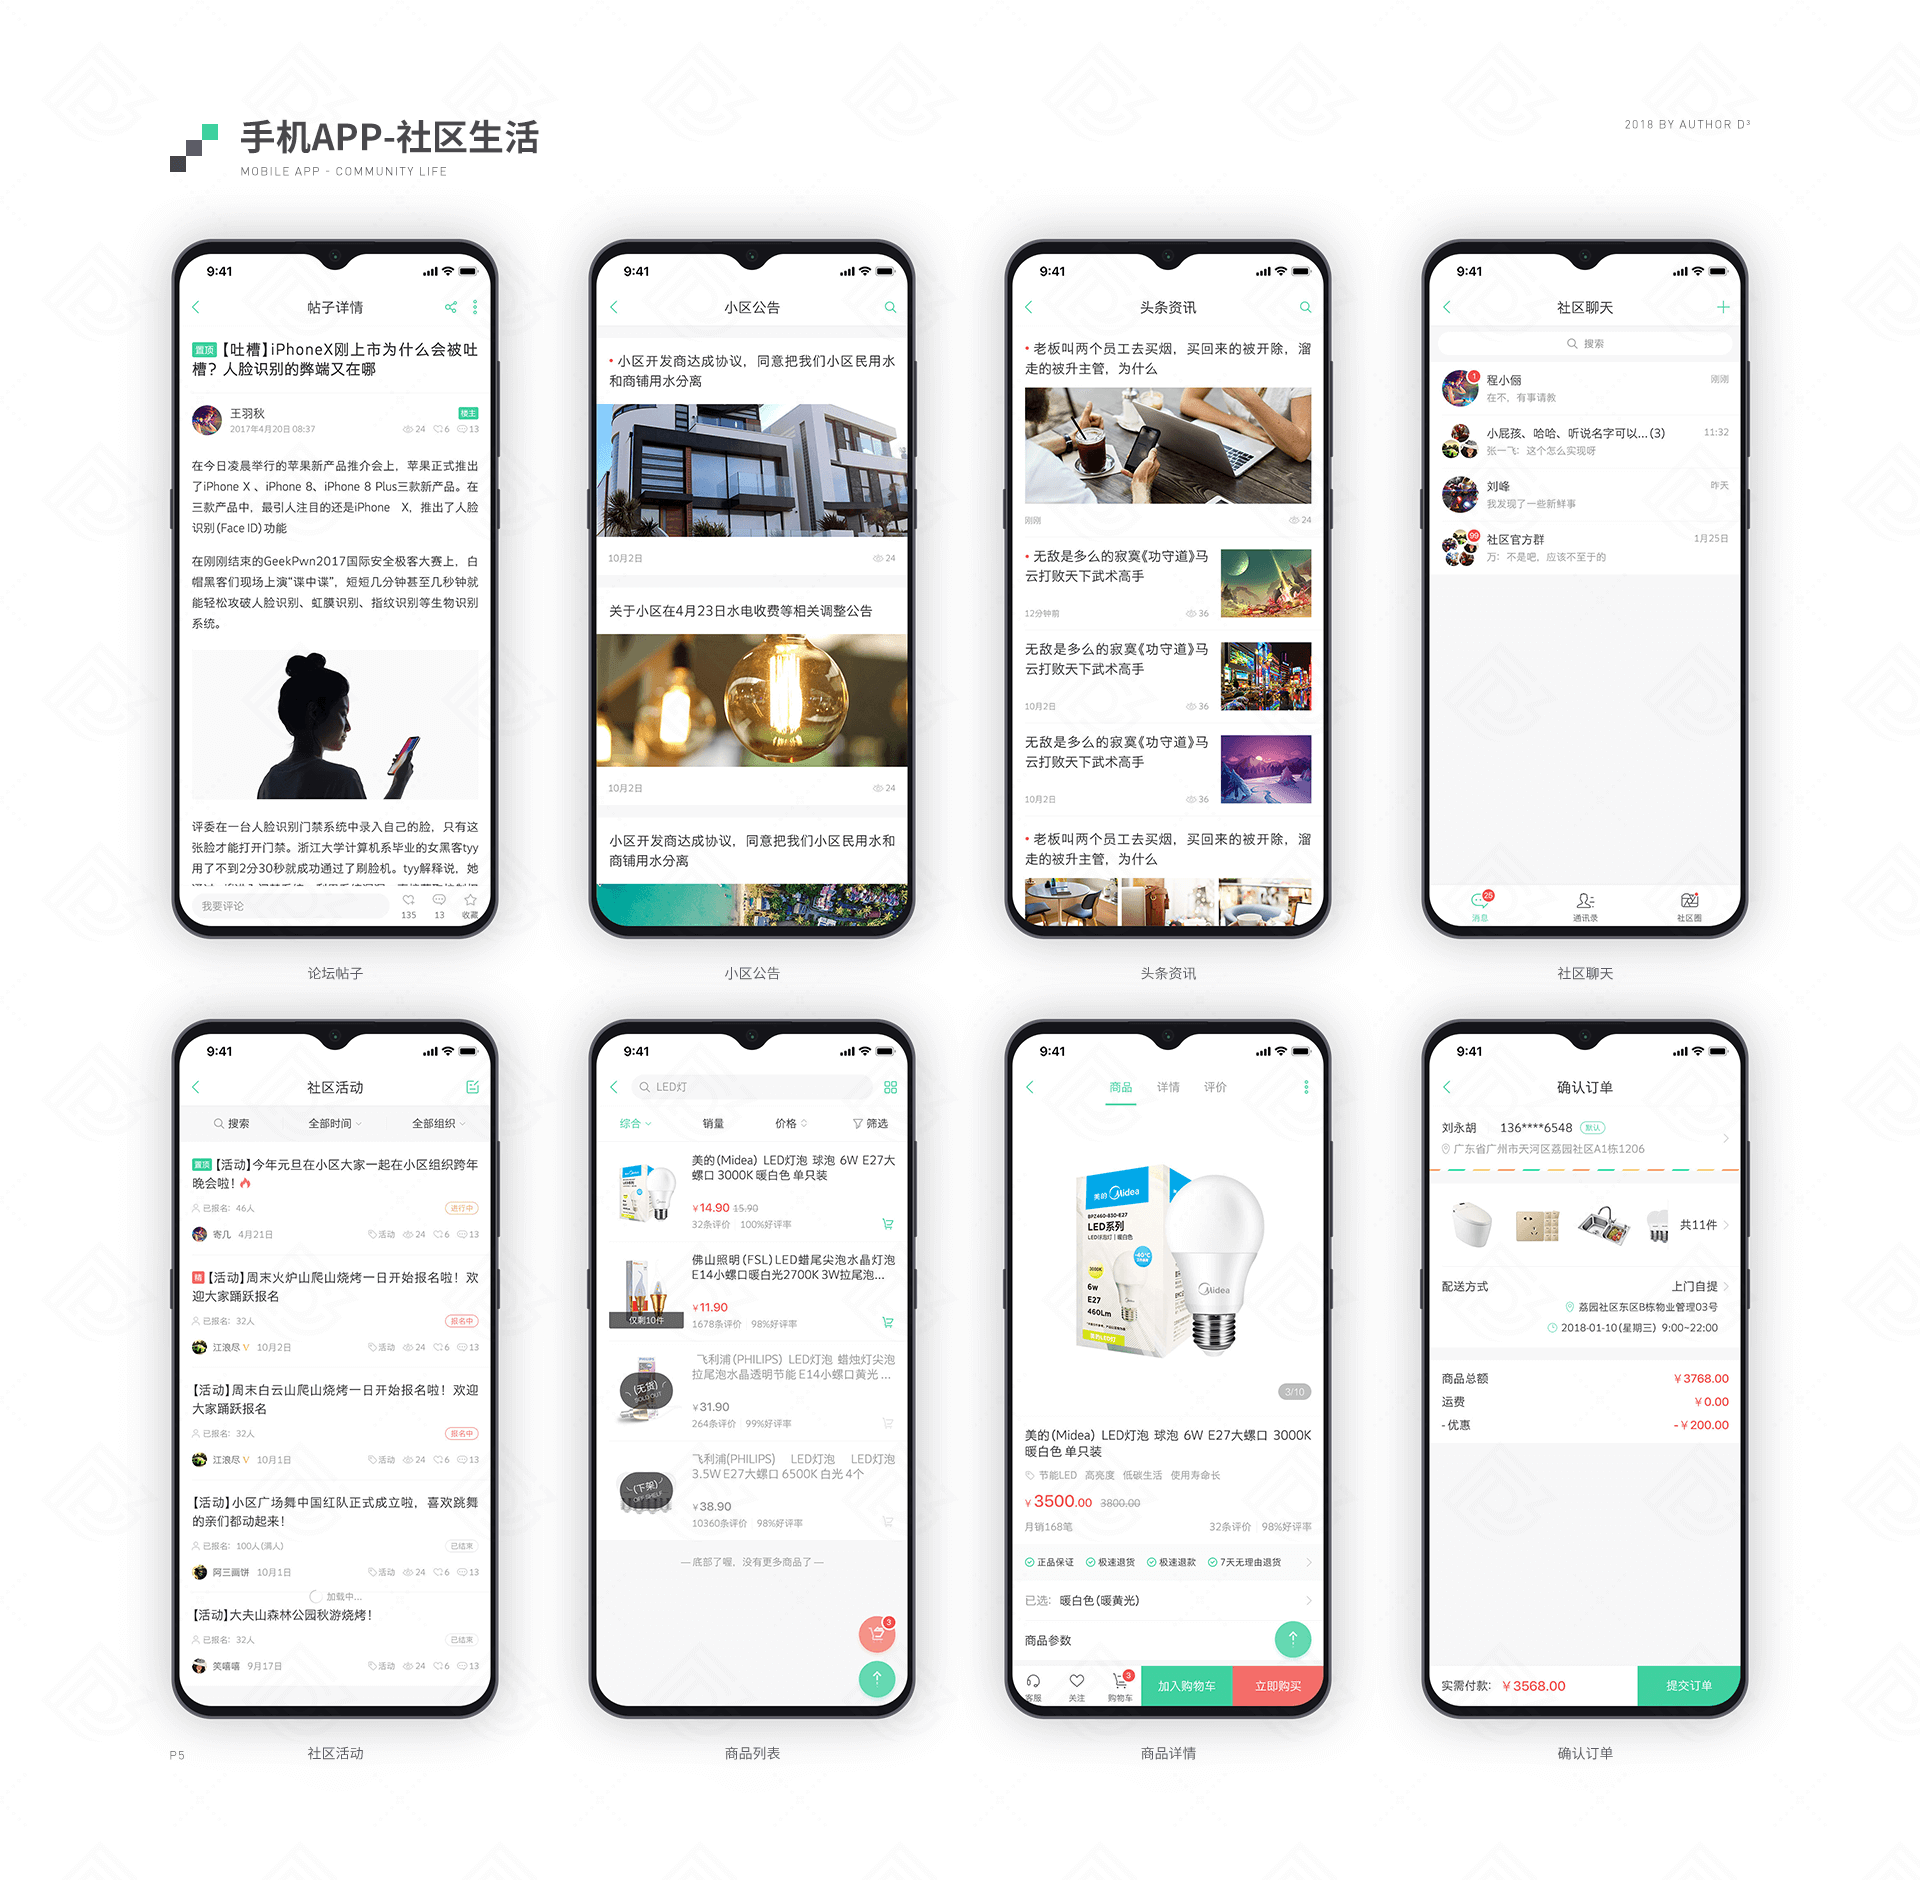 手机APP-社区生活
MOBILE APP - COMMUNITY LIFE
2018 BY AUTHOR D³
9:41
帖子详情
置顶【吐槽】iPhoneX刚上市为什么会被吐
槽？人脸识别的弊端又在哪
王羽秋
楼主
2017年4月20日 08:37
24 6 13
在今日凌晨举行的苹果新产品推介会上，苹果正式推出
了iPhone X 、iPhone 8、iPhone 8 Plus三款新产品。在
三款产品中，最引人注目的还是iPhone X，推出了人脸
识别(Face ID)功能
在刚刚结束的GeekPwn2017国际安全极客大赛上，白
帽黑客们现场上演“谍中谍”，短短几分钟甚至几秒钟就
能轻松攻破人脸识别、虹膜识别、指纹识别等生物识别
系统。
评委在一台人脸识别门禁系统中录入自己的脸，只有这
张脸才能打开门禁。浙江大学计算机系毕业的女黑客tyy
用了不到2分30秒就成功通过了刷脸机。tyy解释说，她
我要评论
135 13 收藏
论坛帖子
9:41
小区公告
• 小区开发商达成协议，同意把我们小区民用水
和商铺用水分离
10月2日 24
关于小区在4月23日水电收费等相关调整公告
10月2日 24
小区开发商达成协议，同意把我们小区民用水和
商铺用水分离
小区公告
9:41
头条资讯
• 老板叫两个员工去买烟，买回来的被开除，溜
走的被升主管，为什么
刚刚 24
• 无敌是多么的寂寞《功守道》马
云打败天下武术高手
12分钟前 36
无敌是多么的寂寞《功守道》马
云打败天下武术高手
10月2日 36
无敌是多么的寂寞《功守道》马
云打败天下武术高手
10月2日 36
• 老板叫两个员工去买烟，买回来的被开除，溜
走的被升主管，为什么
头条资讯
9:41
社区聊天
搜索
1
程小俪 刚刚
在不，有事请教
小屁孩、哈哈、听说名字可以...(3) 11:32
张一飞：这个怎么实现呀
刘峰 昨天
我发现了一些新鲜事
99
社区官方群 1月25日
万：不是吧，应该不至于的
25
消息 通讯录 社区圈
社区聊天
9:41
社区活动
搜索 全部时间 全部组织
置顶【活动】今年元旦在小区大家一起在小区组织跨年
晚会啦！
已报名：46人 进行中
寄几 4月21日 活动 24 6 13
精【活动】周末火炉山爬山烧烤一日开始报名啦！欢
迎大家踊跃报名
已报名：32人 报名中
江浪尽 V 10月2日 活动 24 6 13
【活动】周末白云山爬山烧烤一日开始报名啦！欢迎
大家踊跃报名
已报名：32人 报名中
江浪尽 V 10月1日 活动 24 6 13
【活动】小区广场舞中国红队正式成立啦，喜欢跳舞
的亲们都动起来！
已报名：100人(满人) 已结束
阿三画饼 10月1日 活动 24 6 13
加载中...
【活动】大夫山森林公园秋游烧烤！
已报名：32人 已结束
笑嘻嘻 9月17日 活动 24 6 13
社区活动
9:41
LED灯
综合 销量 价格 筛选
美的(Midea) LED灯泡 球泡 6W E27大
螺口 3000K 暖白色 单只装
¥14.90 15.90
32条评价 100%好评率
佛山照明(FSL)LED蜡尾尖泡水晶灯泡
E14小螺口暖白光2700K 3W拉尾泡...
仅剩10件
¥11.90
1678条评价 98%好评率
飞利浦(PHILIPS) LED灯泡 蜡烛灯尖泡
拉尾泡水晶透明节能 E14小螺口黄光 ...
(无货)
SOLD OUT
¥31.90
264条评价 99%好评率
飞利浦(PHILIPS) LED灯泡 LED灯泡
3.5W E27大螺口 6500K 白光 4个
(下架)
OFF SHELF
¥38.90
10360条评价 98%好评率
— 底部了喔，没有更多商品了 —
3
商品列表
9:41
商品 详情 评价
美的 Midea
BPZ460-830-E27
LED系列
LED球泡灯 | 暖白色
-40℃
3000K
6w
E27
460Lm
Midea
3/10
美的(Midea) LED灯泡 球泡 6W E27大螺口 3000K
暖白色 单只装
节能LED 高亮度 低碳生活 使用寿命长
¥3500.00 3800.00
月销168笔 32条评价 98%好评率
正品保证 极速退货 极速退款 7天无理由退货
已选： 暖白色(暖黄光)
商品参数
3
客服 关注 购物车 加入购物车 立即购买
商品详情
9:41
确认订单
刘永胡 136****6548 默认
广东省广州市天河区荔园社区A1栋1206
共11件
配送方式 上门自提
荔园社区东区B栋物业管理03号
2018-01-10(星期三) 9:00~22:00
商品总额 ¥3768.00
运费 ¥0.00
- 优惠 -¥200.00
实需付款：¥3568.00 提交订单
确认订单
P5